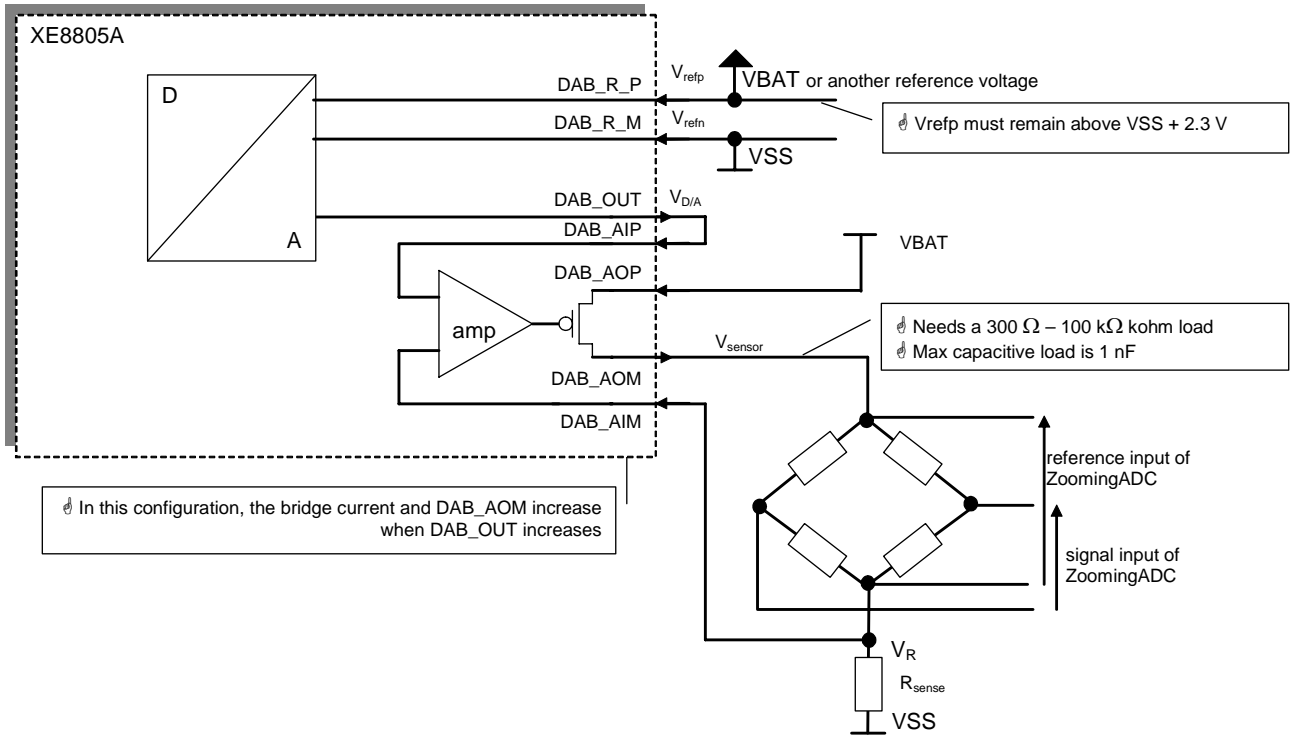 XE8805A
D
A
DAB_R_P
Vrefp
VBAT or another reference voltage
DAB_R_M
Vrefn
VSS
☝ Vrefp must remain above VSS + 2.3 V
DAB_OUT
VD/A
DAB_AIP
VBAT
DAB_AOP
amp
Vsensor
☝ Needs a 300 Ω – 100 kΩ kohm load
☝ Max capacitive load is 1 nF
DAB_AOM
DAB_AIM
reference input of
ZoomingADC
☝ In this configuration, the bridge current and DAB_AOM increase
when DAB_OUT increases
signal input of
ZoomingADC
VR
Rsense
VSS